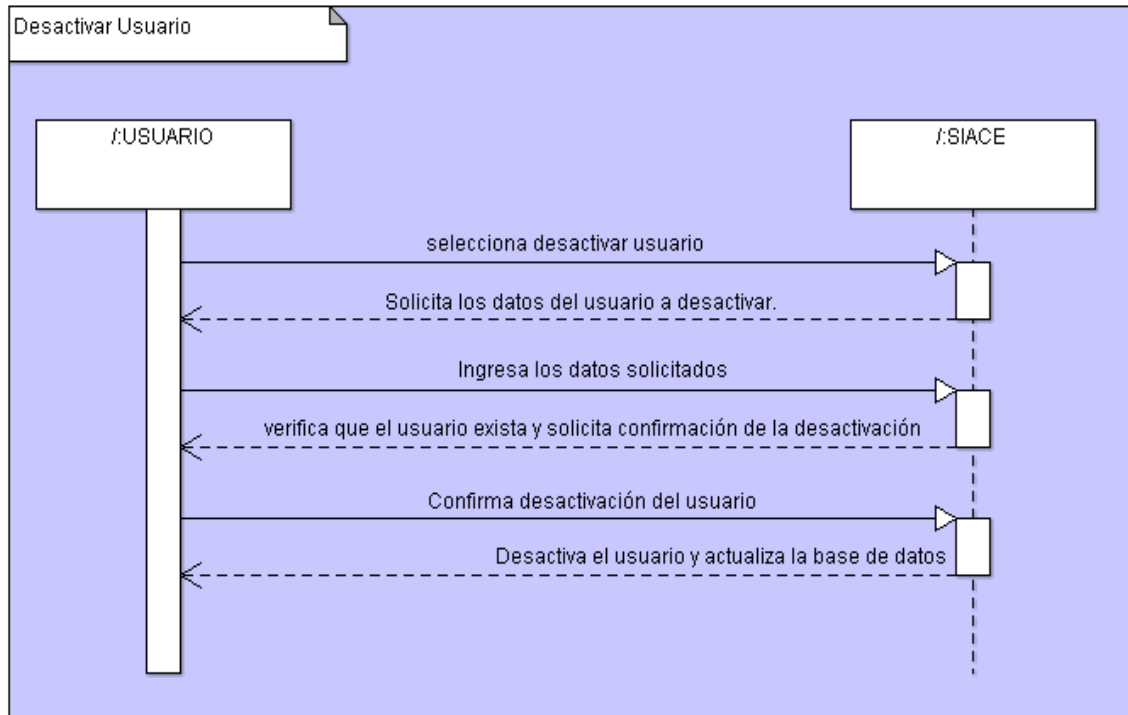 Desactivar Usuario
/:USUARIO
/:SIACE
selecciona desactivar usuario
Solicita los datos del usuario a desactivar.
Ingresa los datos solicitados
verifica que el usuario exista y solicita confirmación de la desactivación
Confirma desactivación del usuario
Desactiva el usuario y actualiza la base de datos